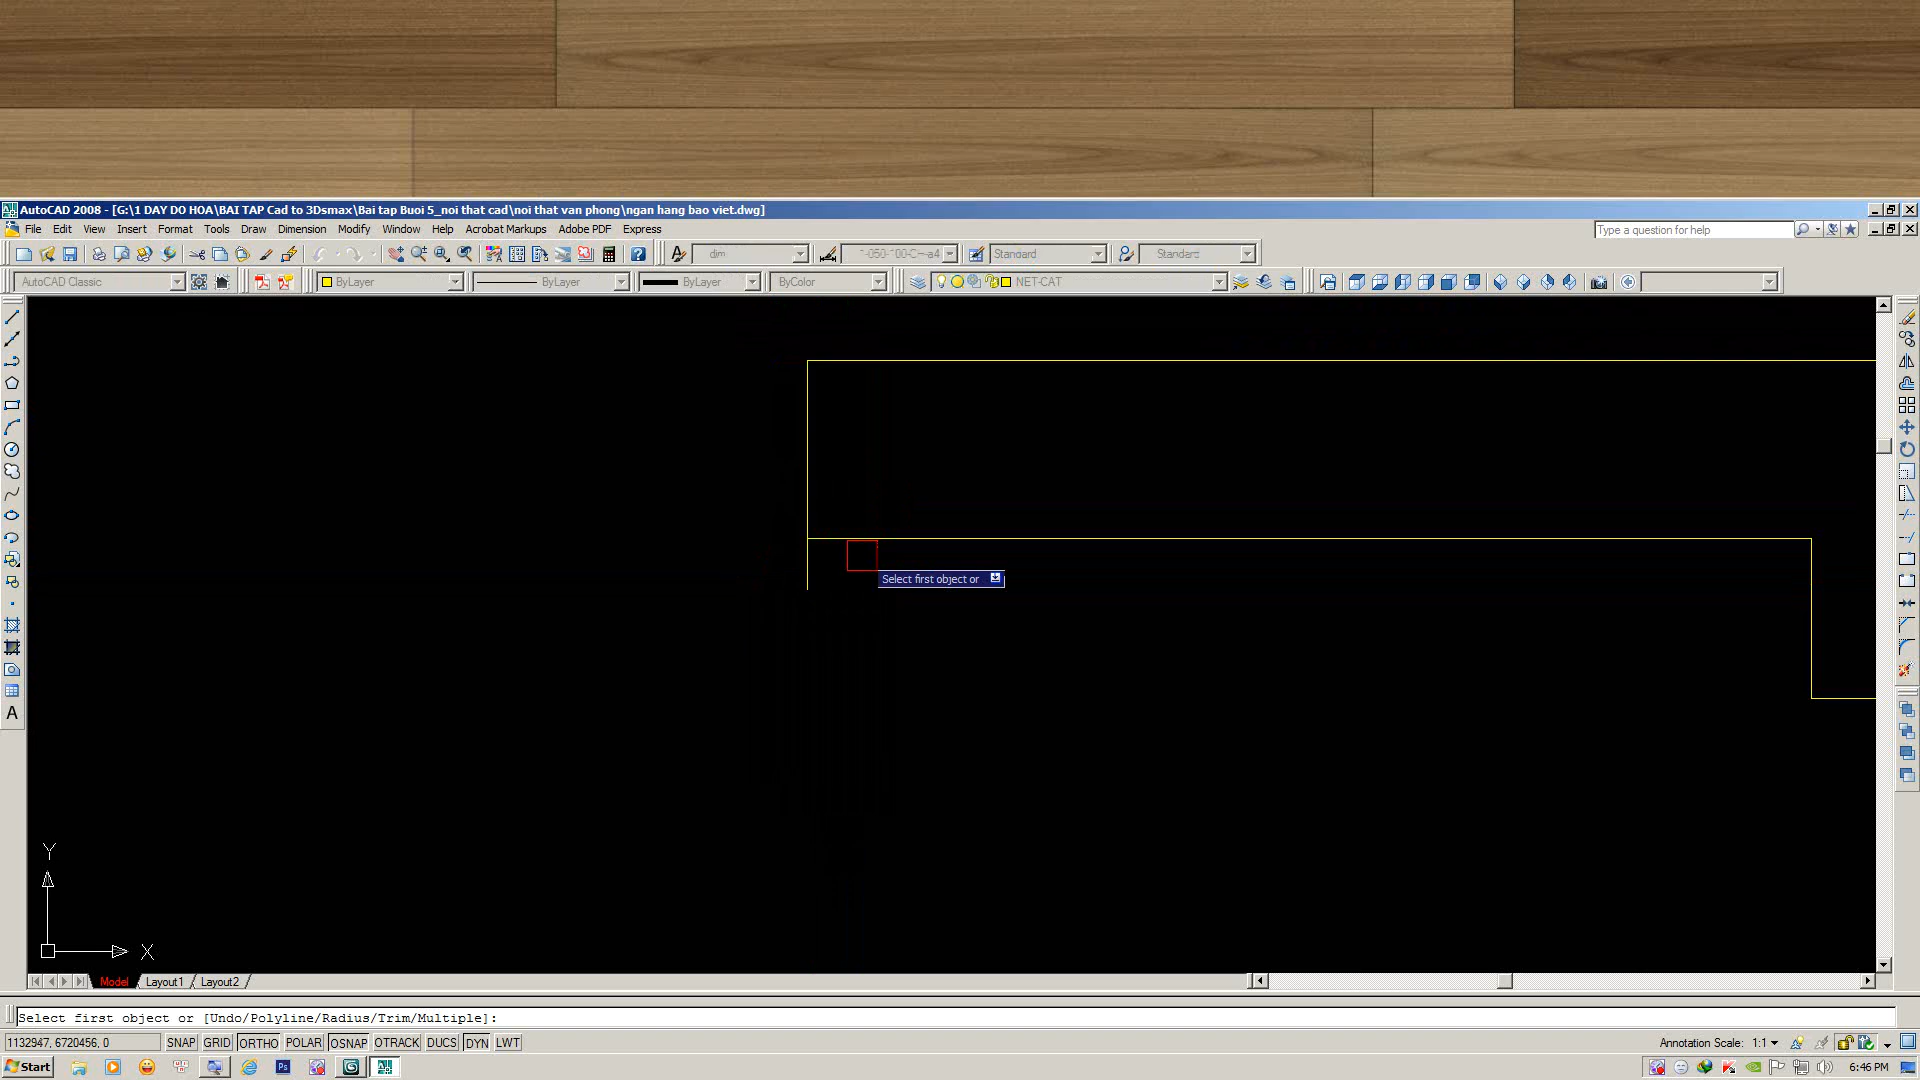 AutoCAD 2008 - [G:\1 DAY DO HOA\BAI TAP Cad to 3Dsmax\Bai tap Buoi 5_noi that cad\noi that van phong\ngan hang bao viet.dwg]
File Edit View Insert Format Tools Draw Dimension Modify Window Help Acrobat Markups Adobe PDF Express Type a question for help
dim Standard Standard
AutoCAD Classic ByLayer ByLayer ByLayer ByColor NET-CAT
Select first object or
Y
X
Model Layout1 Layout2
Select first object or [Undo/Polyline/Radius/Trim/Multiple]:
1132947, 6720456, 0 SNAP GRID ORTHO POLAR OSNAP OTRACK DUCS DYN LWT Annotation Scale: 1:1
Start Ps 6:46 PM